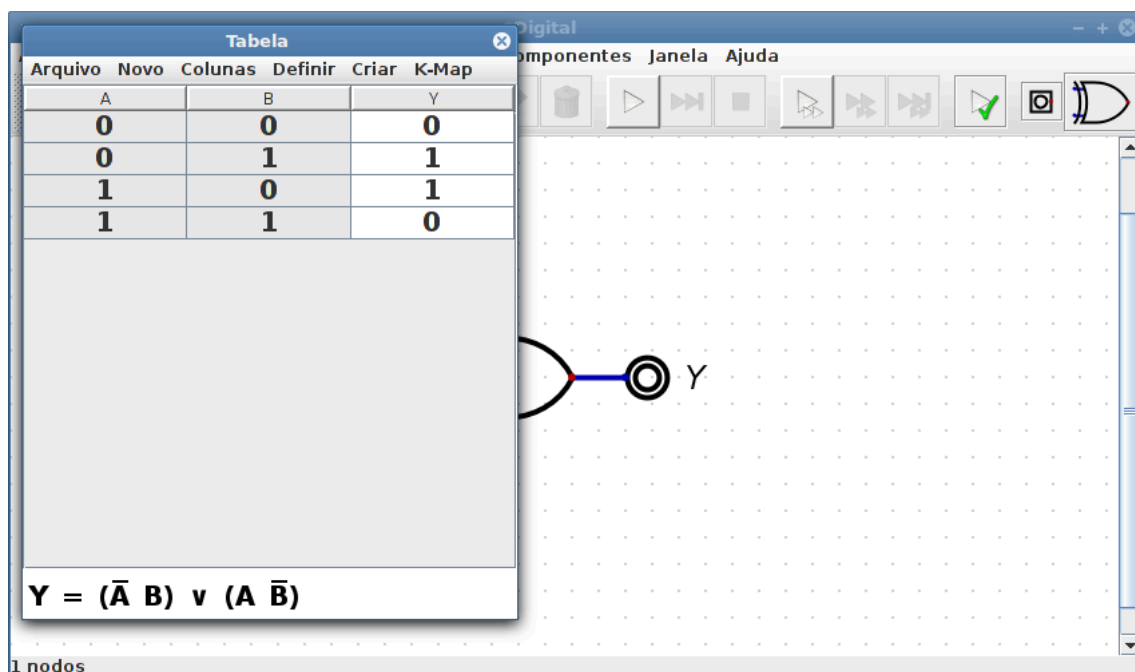 Digital
Tabela
omponentes Janela Ajuda
Arquivo Novo Colunas Definir Criar K-Map
A B Y
0 0 0
0 1 1
1 0 1
1 1 0
Y
Y = (A̅ B) ∨ (A B̅)
1 nodos